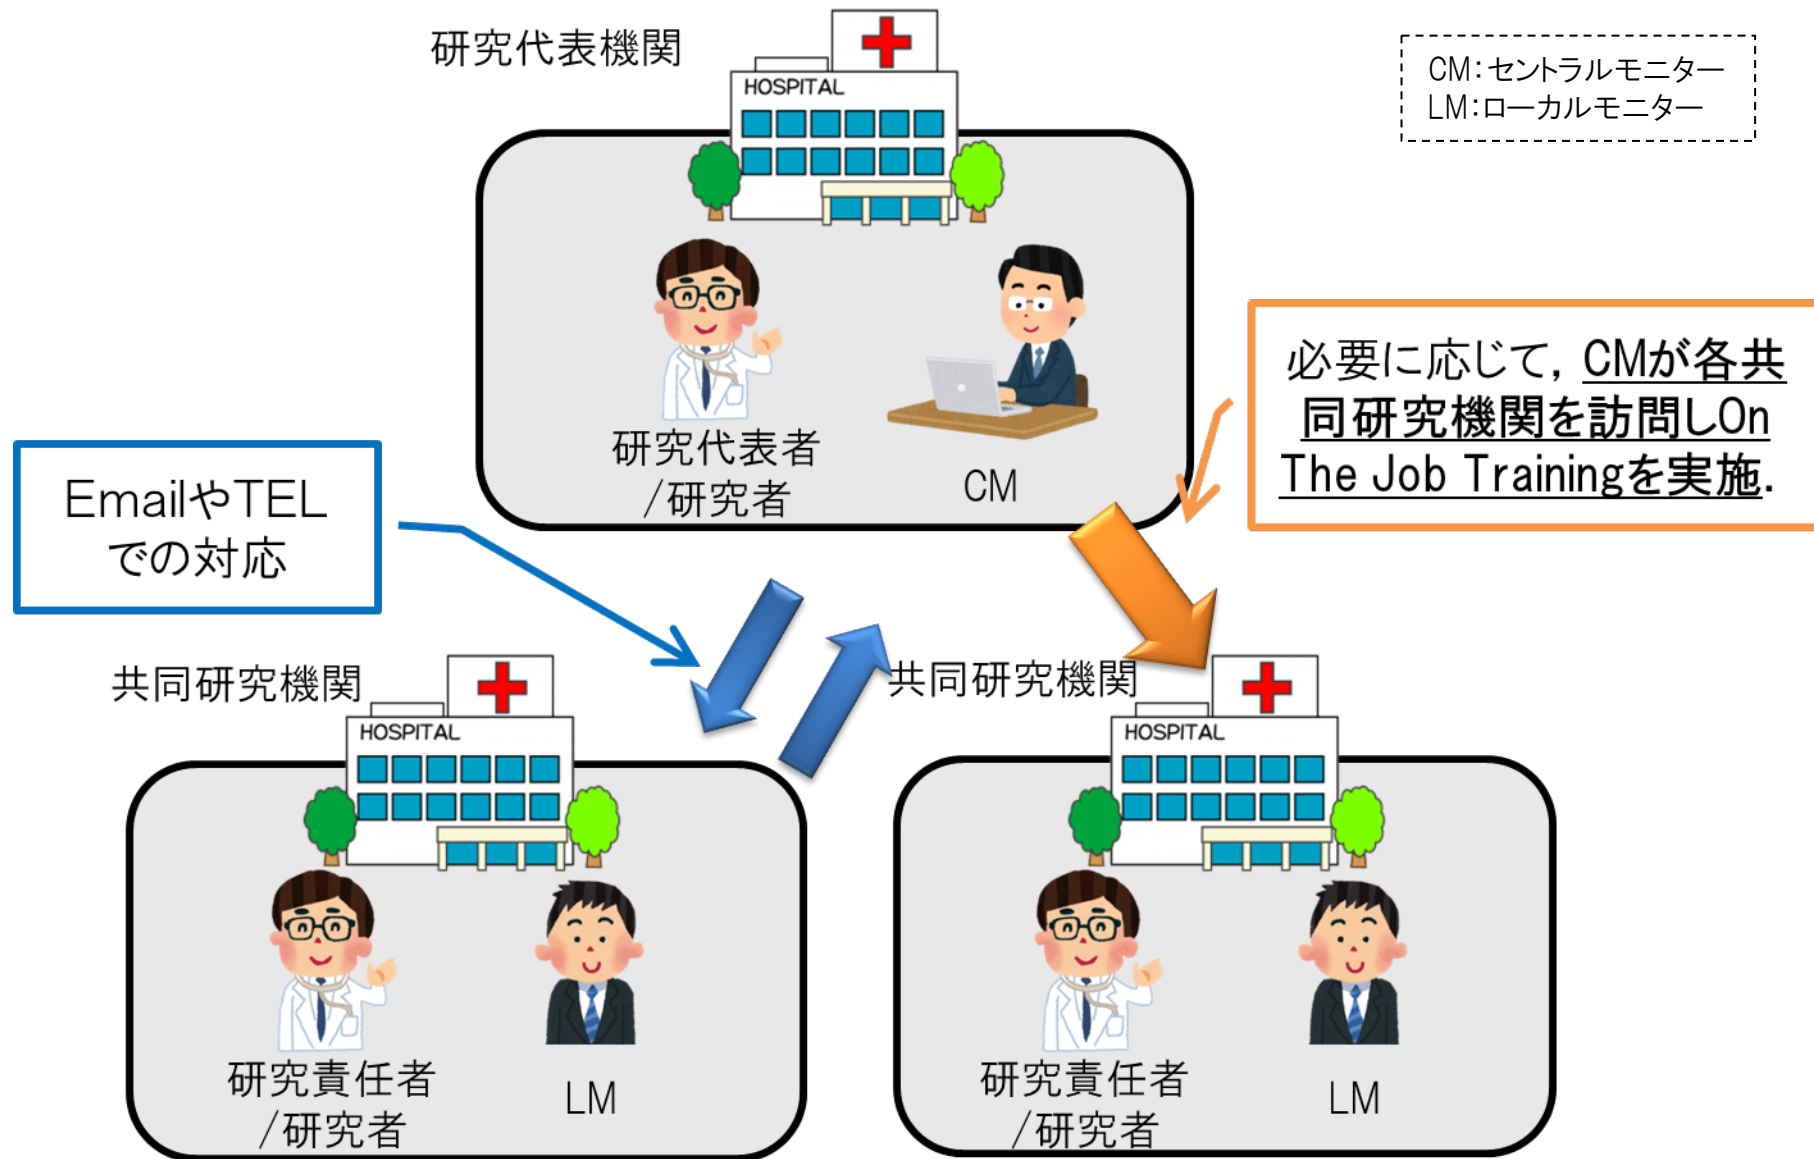 研究代表機関
HOSPITAL
CM：セントラルモニター
LM：ローカルモニター
研究代表者
/研究者
CM
必要に応じて，CMが各共
同研究機関を訪問しOn
The Job Trainingを実施.
EmailやTEL
での対応
共同研究機関
HOSPITAL
研究責任者
/研究者
LM
共同研究機関
HOSPITAL
研究責任者
/研究者
LM